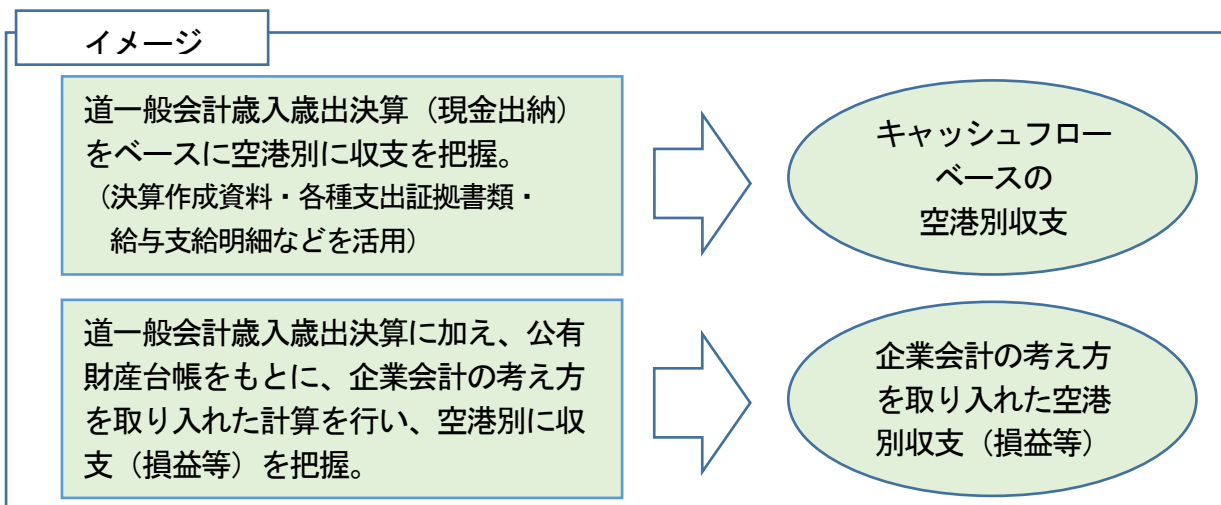 イメージ
道一般会計歳入歳出決算（現金出納）
をベースに空港別に収支を把握。
（決算作成資料・各種支出証拠書類・
給与支給明細などを活用）
キャッシュフロー
ベースの
空港別収支
道一般会計歳入歳出決算に加え、公有
財産台帳をもとに、企業会計の考え方
を取り入れた計算を行い、空港別に収
支（損益等）を把握。
企業会計の考え方
を取り入れた空港
別収支（損益等）